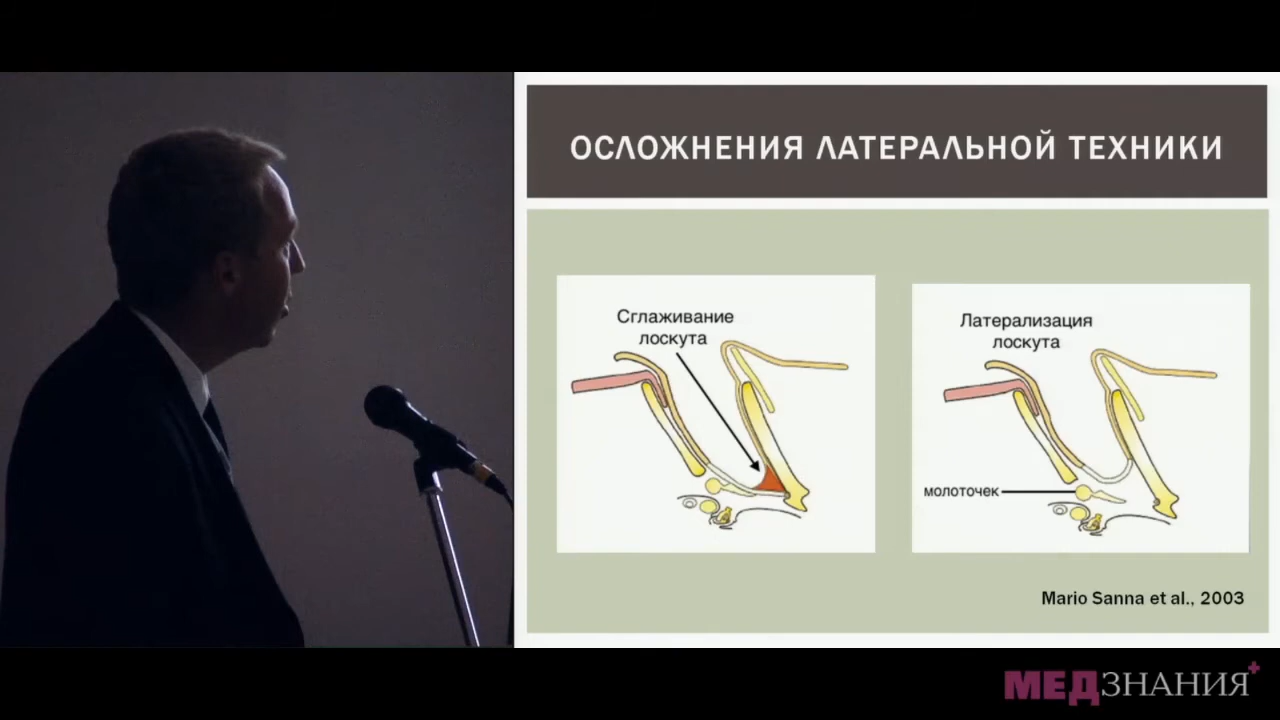 ОСЛОЖНЕНИЯ ЛАТЕРАЛЬНОЙ ТЕХНИКИ
Сглаживание
лоскута
Латерализация
лоскута
молоточек
Mario Sanna et al., 2003
МЕДЗНАНИЯ+